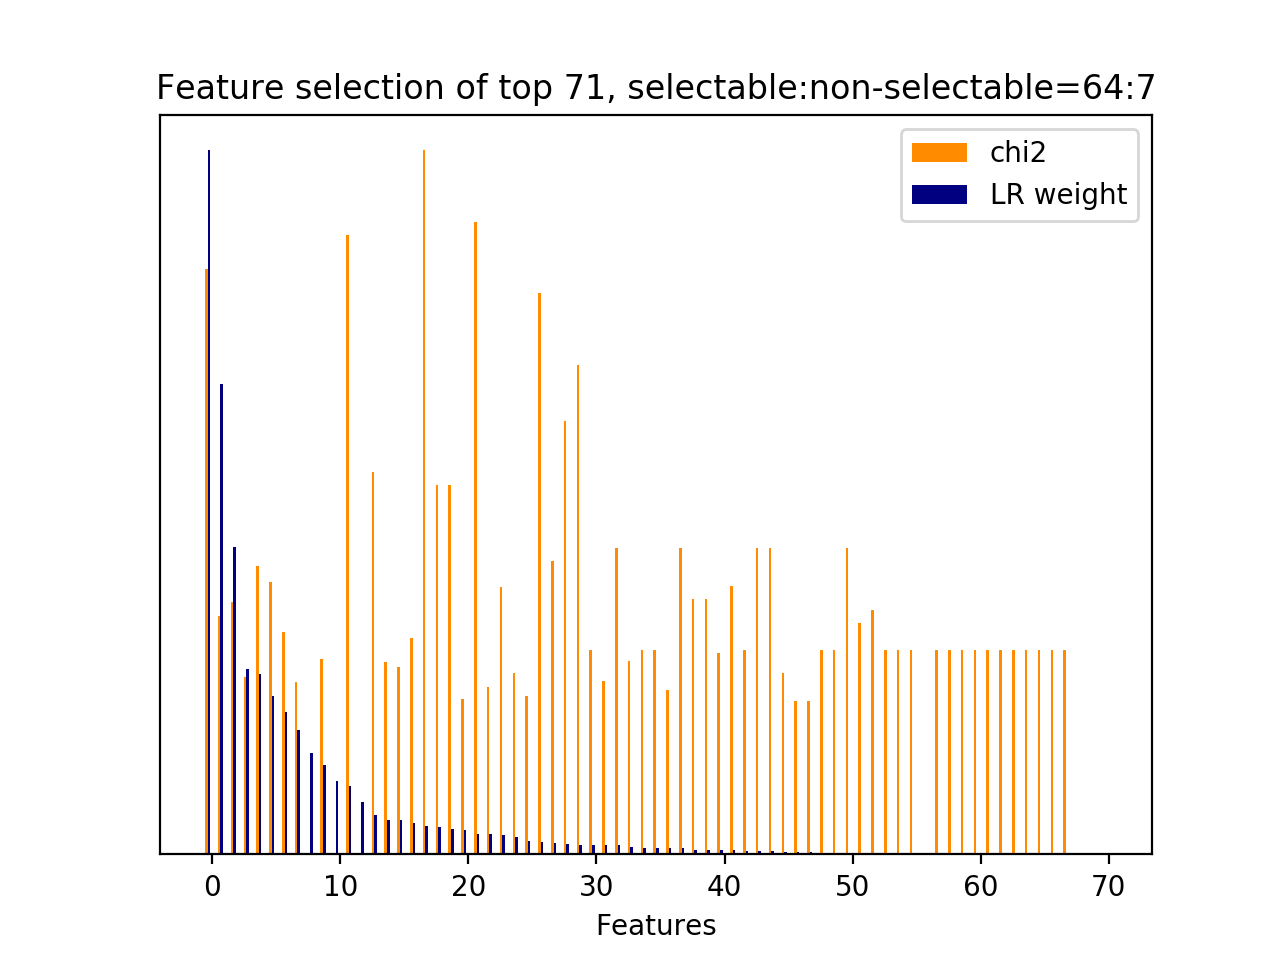 Feature selection of top 71, selectable:non-selectable=64:7
chi2
LR weight
0 10 20 30 40 50 60 70
Features